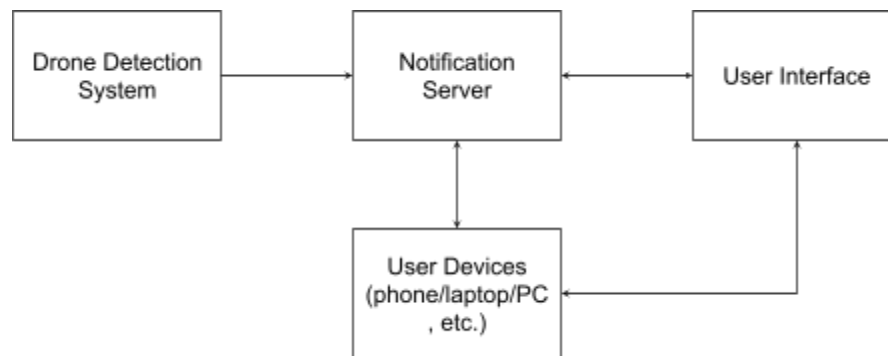 Drone Detection
System
Notification
Server
User Interface
User Devices
(phone/laptop/PC
, etc.)